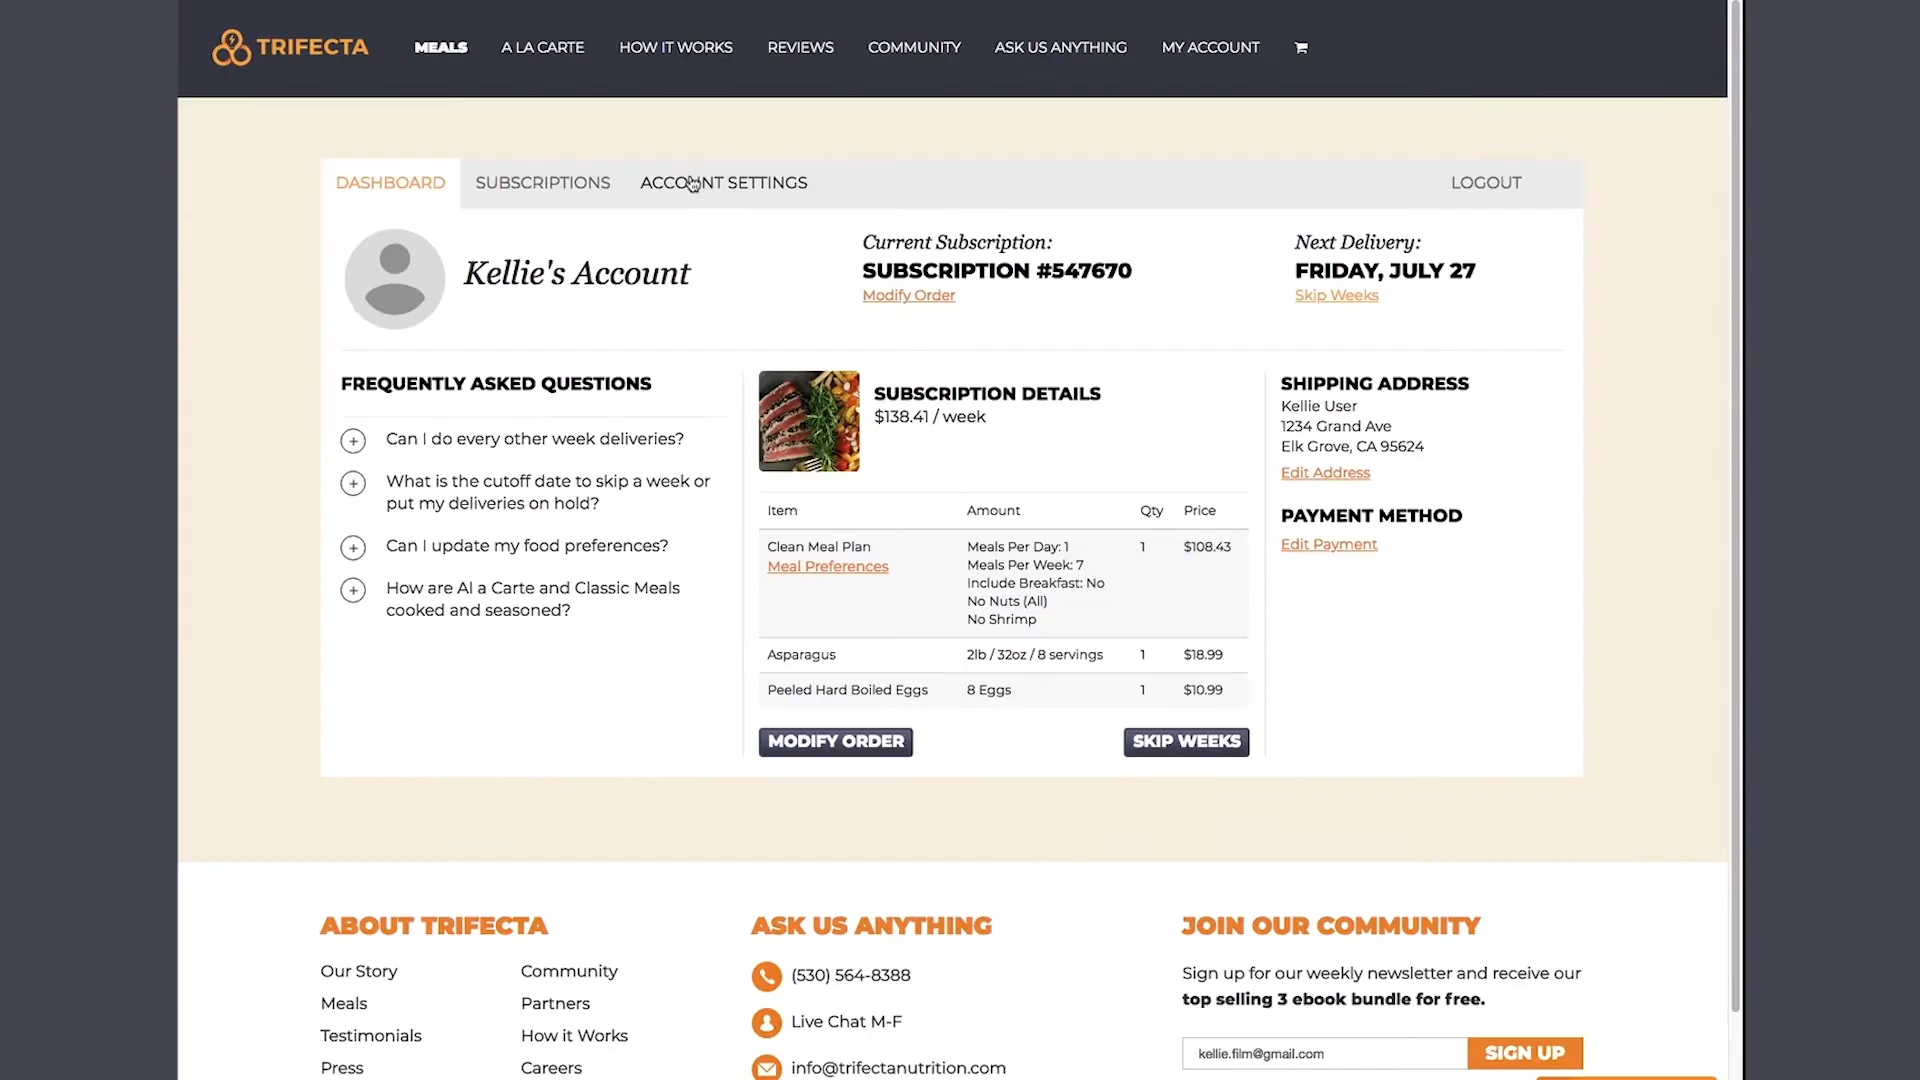 TRIFECTA
MEALS
A LA CARTE
HOW IT WORKS
REVIEWS
COMMUNITY
ASK US ANYTHING
MY ACCOUNT
DASHBOARD
SUBSCRIPTIONS
ACCOUNT SETTINGS
LOGOUT
Kellie's Account
Current Subscription:
SUBSCRIPTION #547670
Modify Order
Next Delivery:
FRIDAY, JULY 27
Skip Weeks
FREQUENTLY ASKED QUESTIONS
Can I do every other week deliveries?
What is the cutoff date to skip a week or
put my deliveries on hold?
Can I update my food preferences?
How are Al a Carte and Classic Meals
cooked and seasoned?
SUBSCRIPTION DETAILS
$138.41 / week
Item Amount Qty Price
Clean Meal Plan Meals Per Day: 1 1 $108.43
Meal Preferences Meals Per Week: 7
Include Breakfast: No
No Nuts (All)
No Shrimp
Asparagus 2lb / 32oz / 8 servings 1 $18.99
Peeled Hard Boiled Eggs 8 Eggs 1 $10.99
MODIFY ORDER
SKIP WEEKS
SHIPPING ADDRESS
Kellie User
1234 Grand Ave
Elk Grove, CA 95624
Edit Address
PAYMENT METHOD
Edit Payment
ABOUT TRIFECTA
Our Story
Meals
Testimonials
Press
Community
Partners
How it Works
Careers
ASK US ANYTHING
(530) 564-8388
Live Chat M-F
info@trifectanutrition.com
JOIN OUR COMMUNITY
Sign up for our weekly newsletter and receive our
top selling 3 ebook bundle for free.
kellie.film@gmail.com
SIGN UP